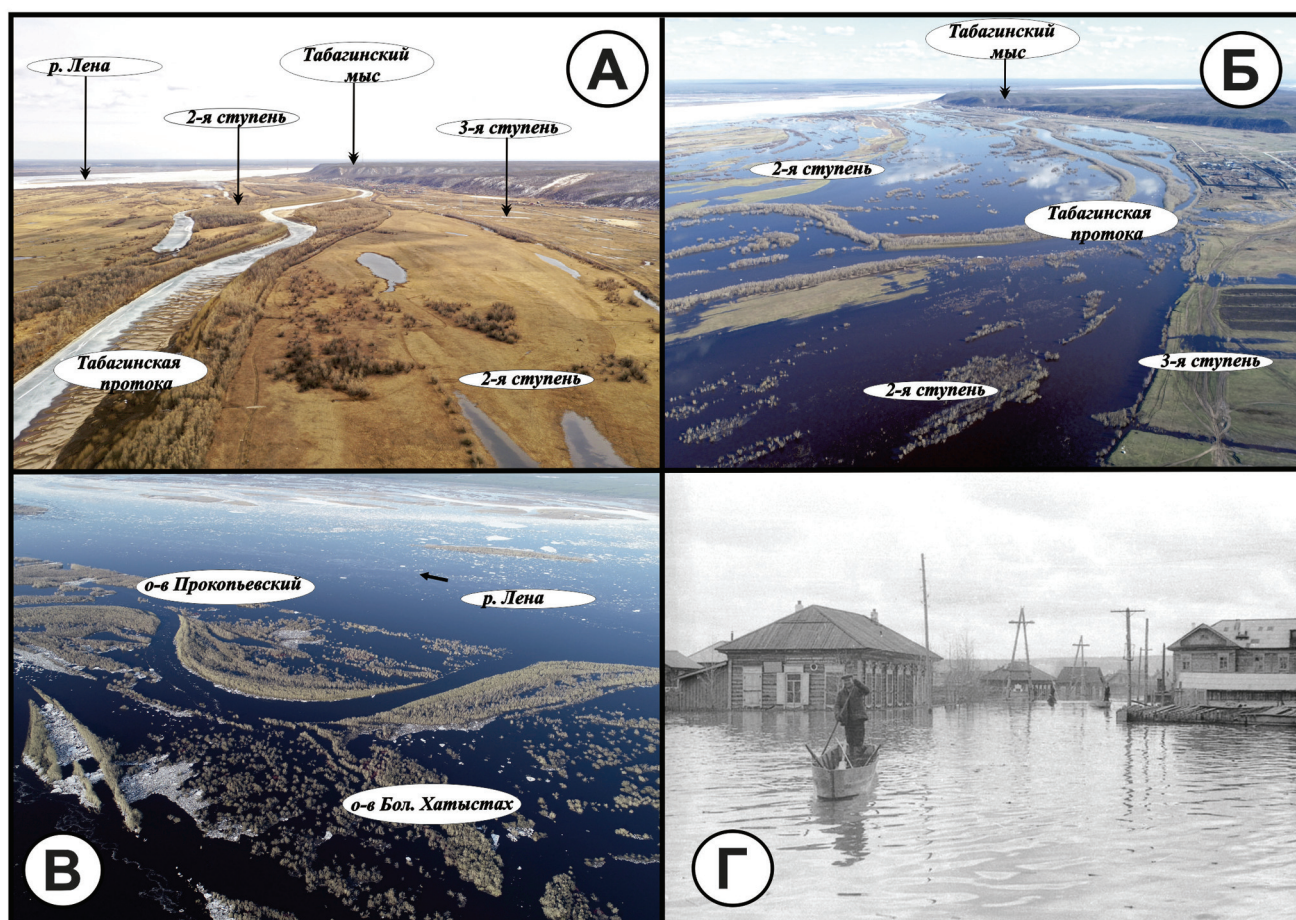 А
р. Лена
Табагинский
мыс
2-я ступень
3-я ступень
Табагинская
протока
2-я ступень
Б
Табагинский
мыс
2-я ступень
Табагинская
протока
3-я ступень
2-я ступень
В
о-в Прокопьевский
р. Лена
о-в Бол. Хатыстах
Г